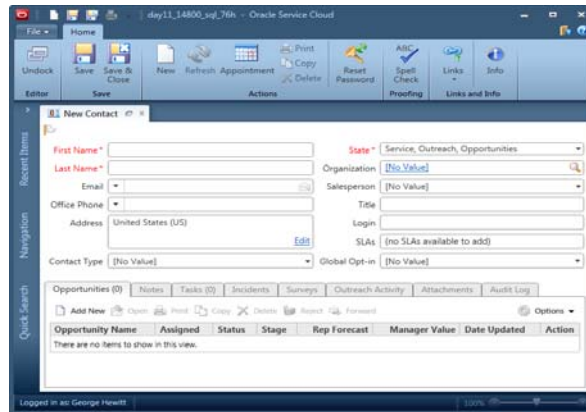 day11_14800_sql_76h - Oracle Service Cloud
File Home
Undock Save Save & Close New Refresh Appointment Print Copy Delete Reset Password Spell Check Links Info
Editor Save Actions Proofing Links and Info
New Contact
Recent Items
Navigation
Quick Search
First Name * State * Service, Outreach, Opportunities
Last Name * Organization [No Value]
Email Salesperson [No Value]
Office Phone Title
Address United States (US) Login
Edit SLAs (no SLAs available to add)
Contact Type [No Value] Global Opt-in [No Value]
Opportunities (0) Notes Tasks (0) Incidents Surveys Outreach Activity Attachments Audit Log
Add New Open Print Copy Delete Reject Forward Options
Opportunity Name Assigned Status Stage Rep Forecast Manager Value Date Updated Action
There are no items to show in this view.
Logged in as: George Hewitt 100%